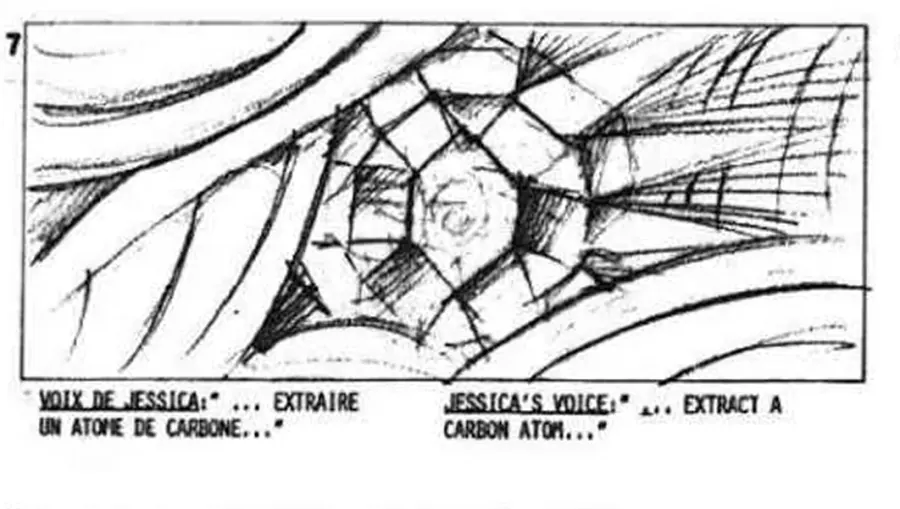 7
VOIX DE JESSICA:" ... EXTRAIRE
UN ATOME DE CARBONE..."
JESSICA'S VOICE:" ... EXTRACT A
CARBON ATOM..."